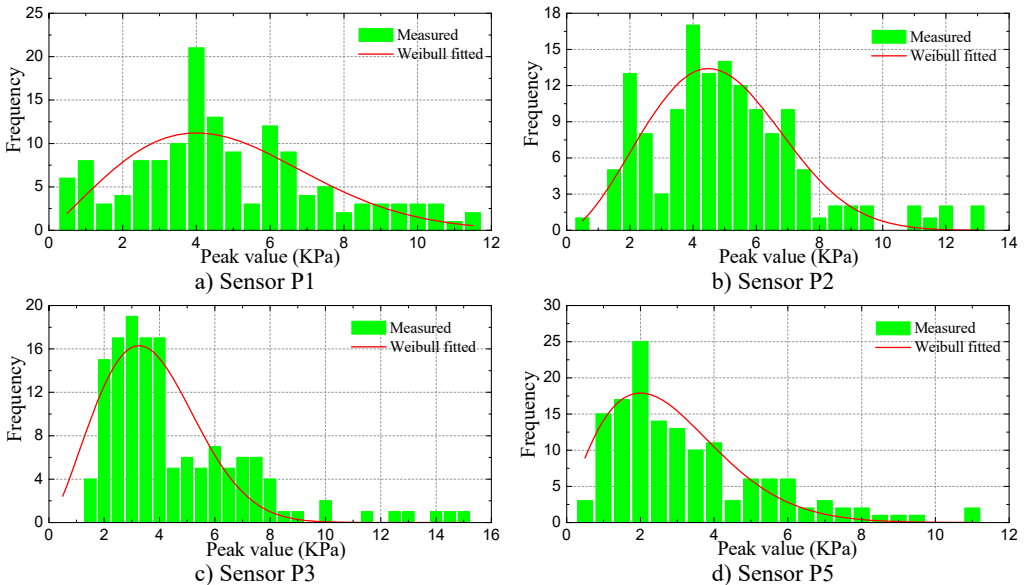 25
20
15
10
5
0
Frequency
Measured
Weibull fitted
0 2 4 6 8 10 12
Peak value (KPa)
a) Sensor P1
18
15
12
9
6
3
0
Frequency
Measured
Weibull fitted
0 2 4 6 8 10 12 14
Peak value (KPa)
b) Sensor P2
20
16
12
8
4
0
Frequency
Measured
Weibull fitted
0 2 4 6 8 10 12 14 16
Peak value (KPa)
c) Sensor P3
30
25
20
15
10
5
0
Frequency
Measured
Weibull fitted
0 2 4 6 8 10 12
Peak value (KPa)
d) Sensor P5